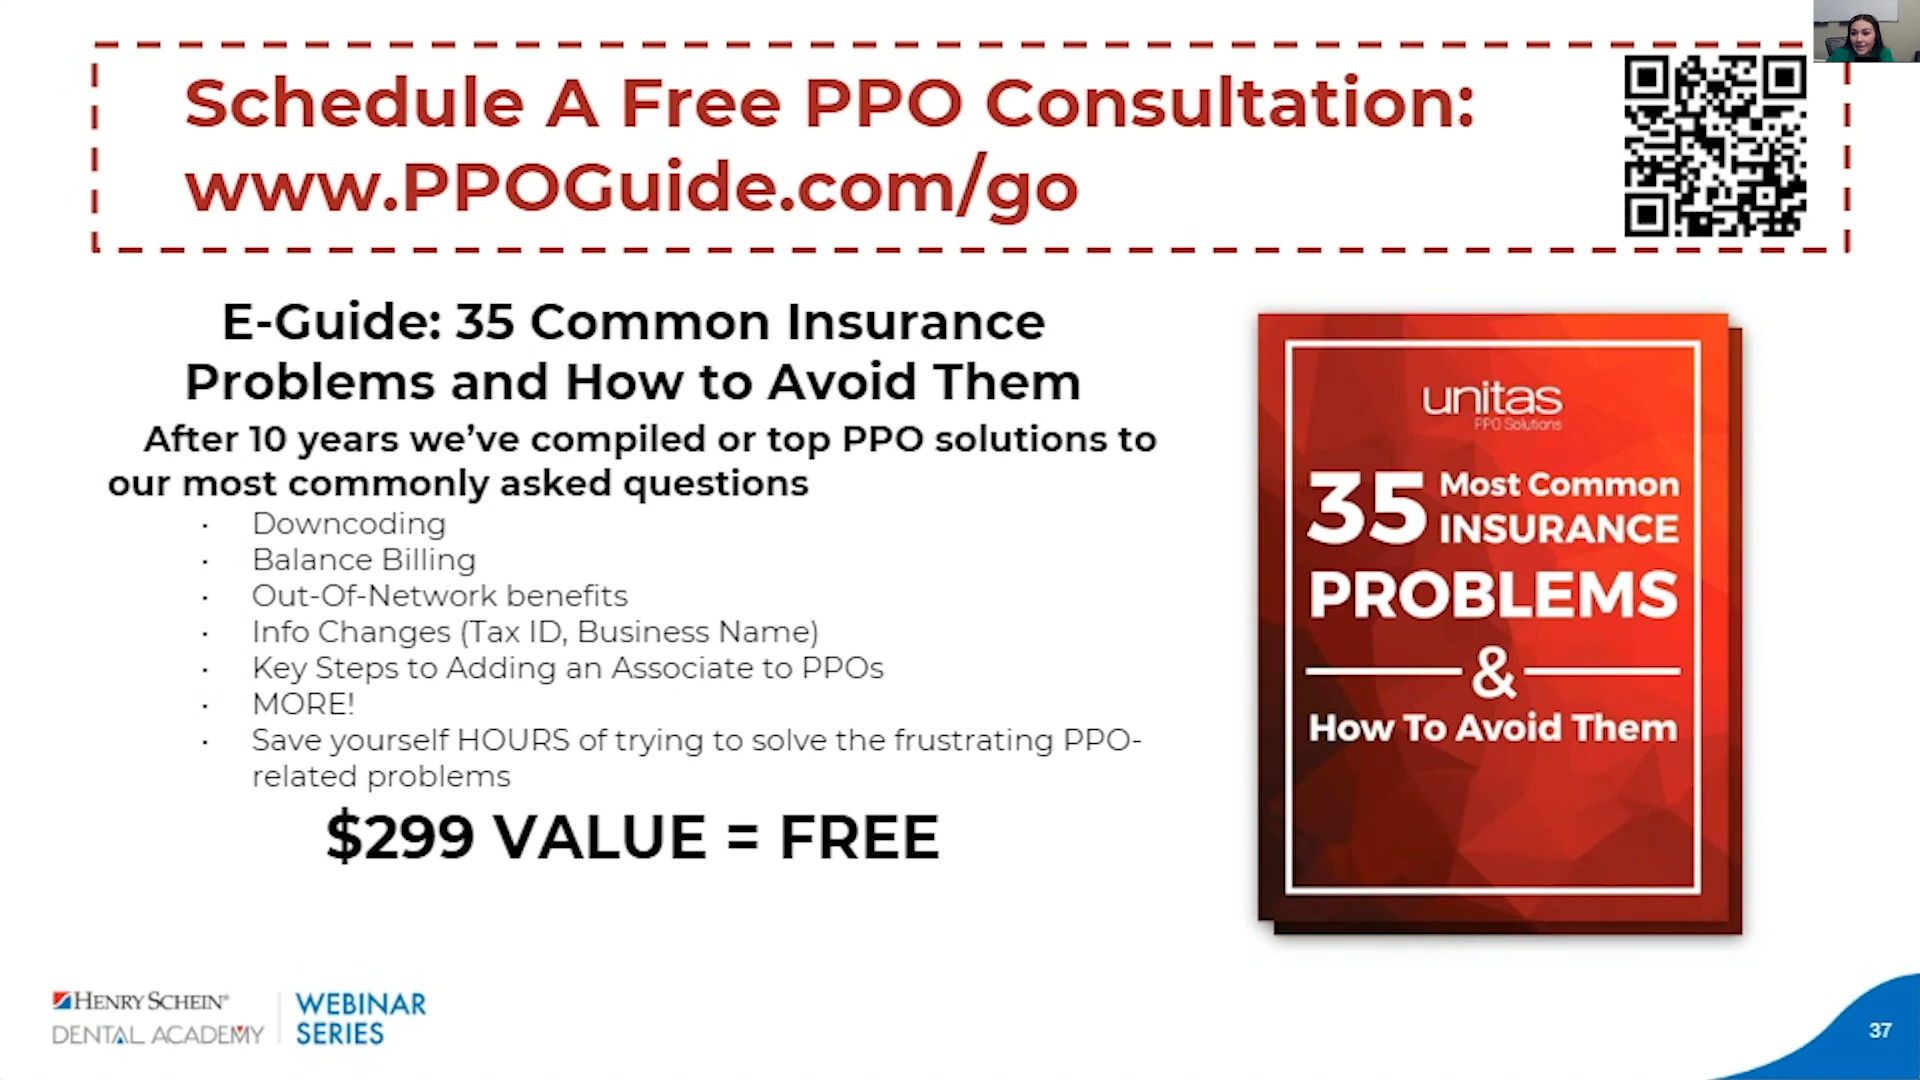 Schedule A Free PPO Consultation:
www.PPOGuide.com/go
E-Guide: 35 Common Insurance
Problems and How to Avoid Them
After 10 years we’ve compiled or top PPO solutions to
our most commonly asked questions
· Downcoding
· Balance Billing
· Out-Of-Network benefits
· Info Changes (Tax ID, Business Name)
· Key Steps to Adding an Associate to PPOs
· MORE!
· Save yourself HOURS of trying to solve the frustrating PPO-
related problems
$299 VALUE = FREE
unitas
PPO Solutions
35 Most Common
INSURANCE
PROBLEMS
&
How To Avoid Them
HENRY SCHEIN®
DENTAL ACADEMY
WEBINAR
SERIES
37